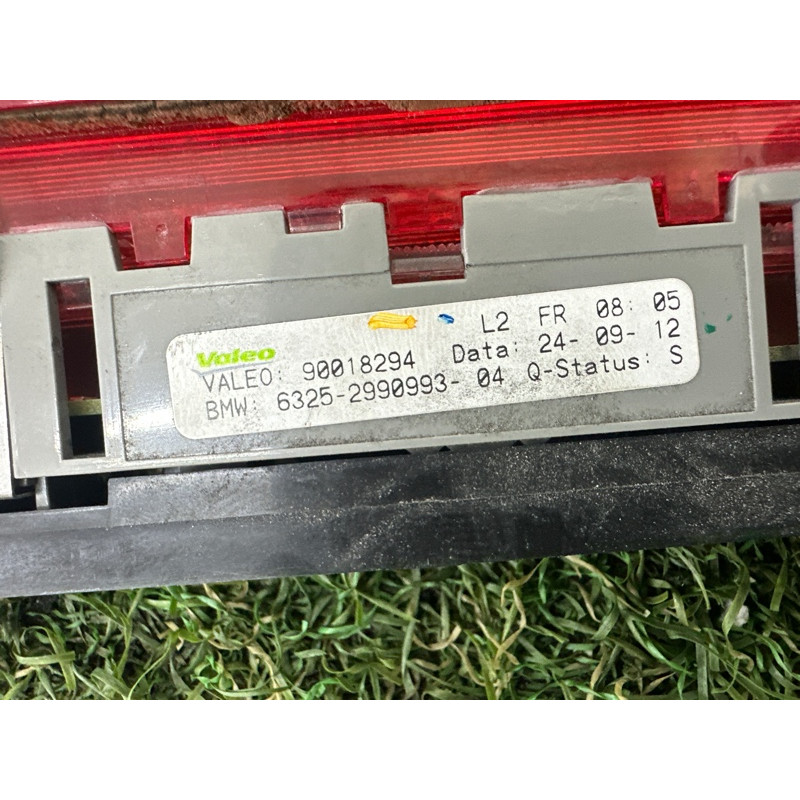 L2 FR 08: 05
Valeo
VALEO: 90018294 Data: 24- 09- 12
BMW: 6325-2990993- 04 Q-Status: S